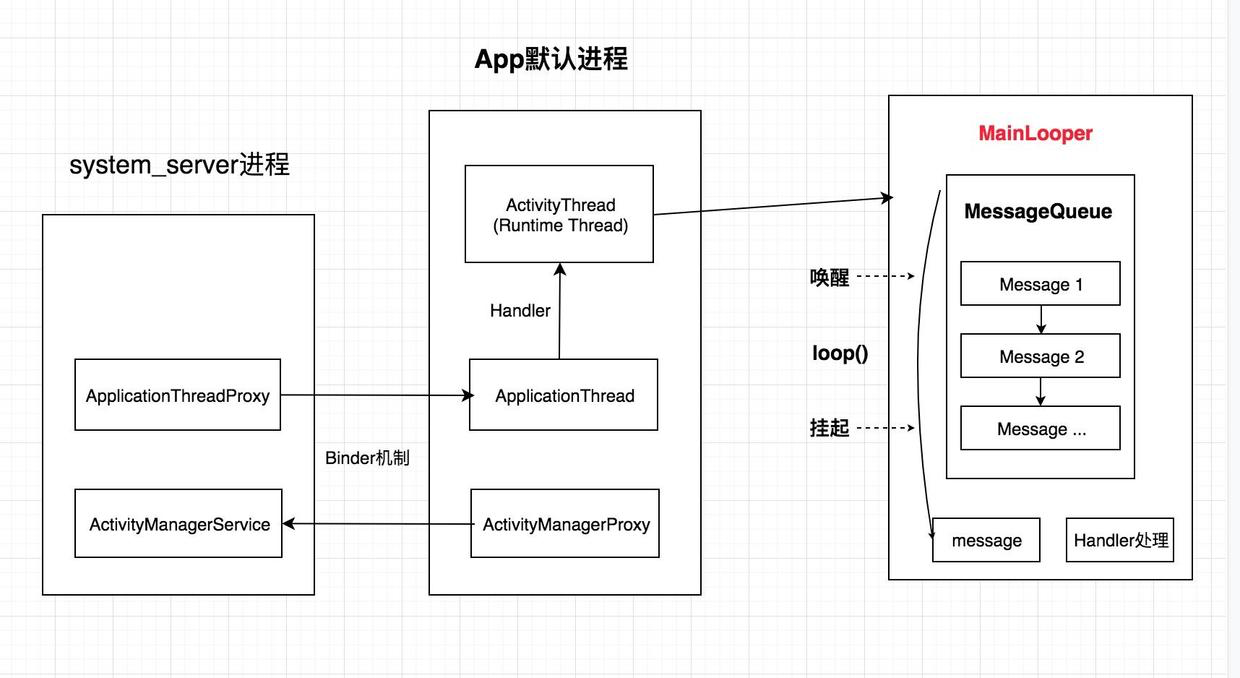 App默认进程
system_server进程
ApplicationThreadProxy
ActivityManagerService
Binder机制
ActivityThread
(Runtime Thread)
Handler
ApplicationThread
ActivityManagerProxy
MainLooper
MessageQueue
Message 1
Message 2
Message ...
唤醒
loop()
挂起
message
Handler处理